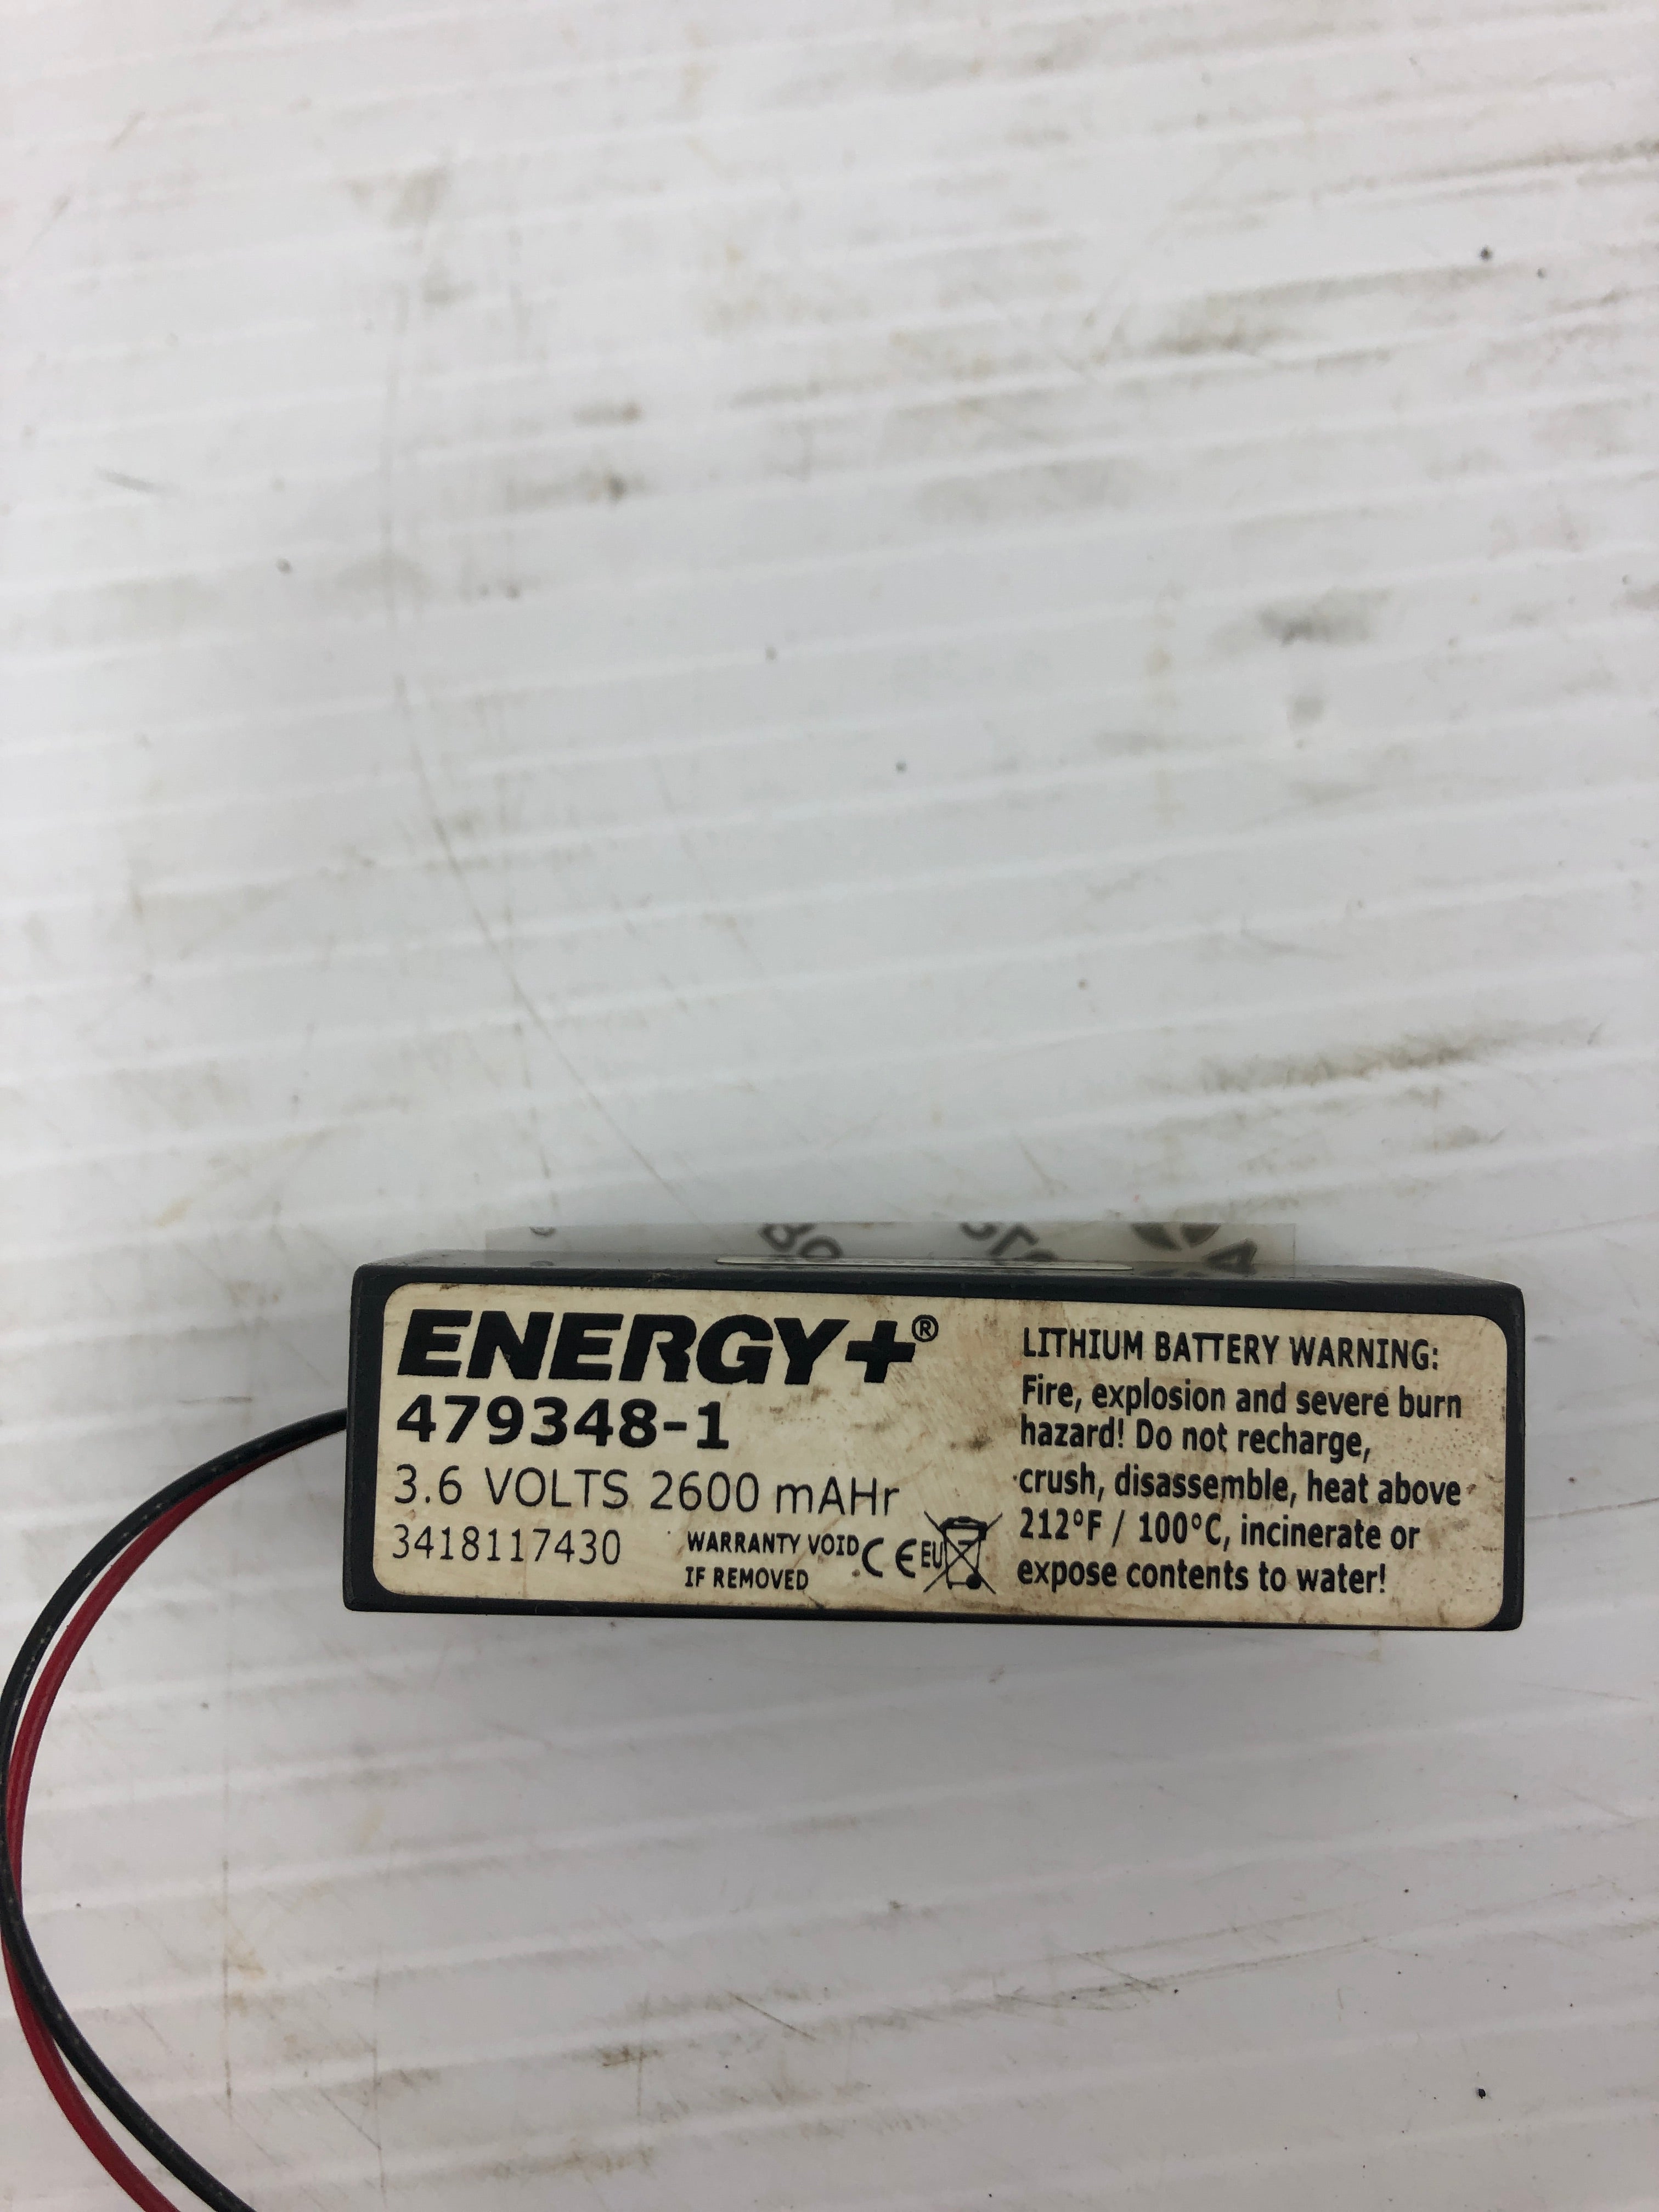 ENERGY+®
479348-1
3.6 VOLTS 2600 mAHr
3418117430
WARRANTY VOID
IF REMOVED
CE EU
LITHIUM BATTERY WARNING:
Fire, explosion and severe burn
hazard! Do not recharge,
crush, disassemble, heat above
212°F / 100°C, incinerate or
expose contents to water!